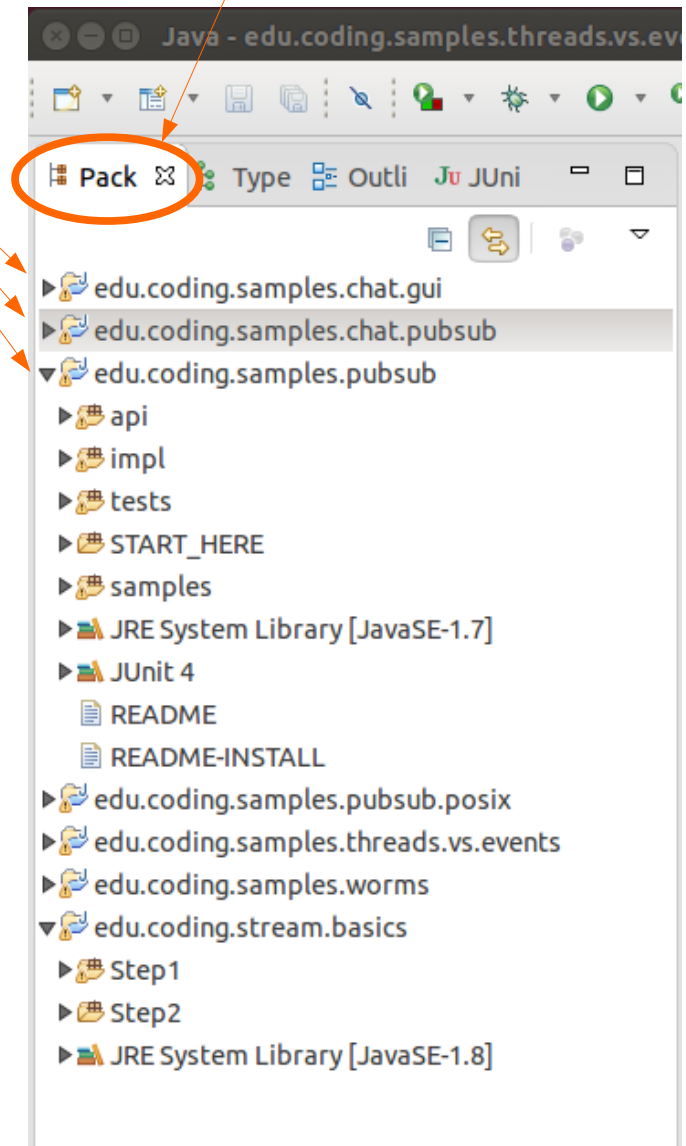 Java - edu.coding.samples.threads.vs.ev
Pack Type Outli Ju JUni
edu.coding.samples.chat.gui
edu.coding.samples.chat.pubsub
edu.coding.samples.pubsub
api
impl
tests
START_HERE
samples
JRE System Library [JavaSE-1.7]
JUnit 4
README
README-INSTALL
edu.coding.samples.pubsub.posix
edu.coding.samples.threads.vs.events
edu.coding.samples.worms
edu.coding.stream.basics
Step1
Step2
JRE System Library [JavaSE-1.8]